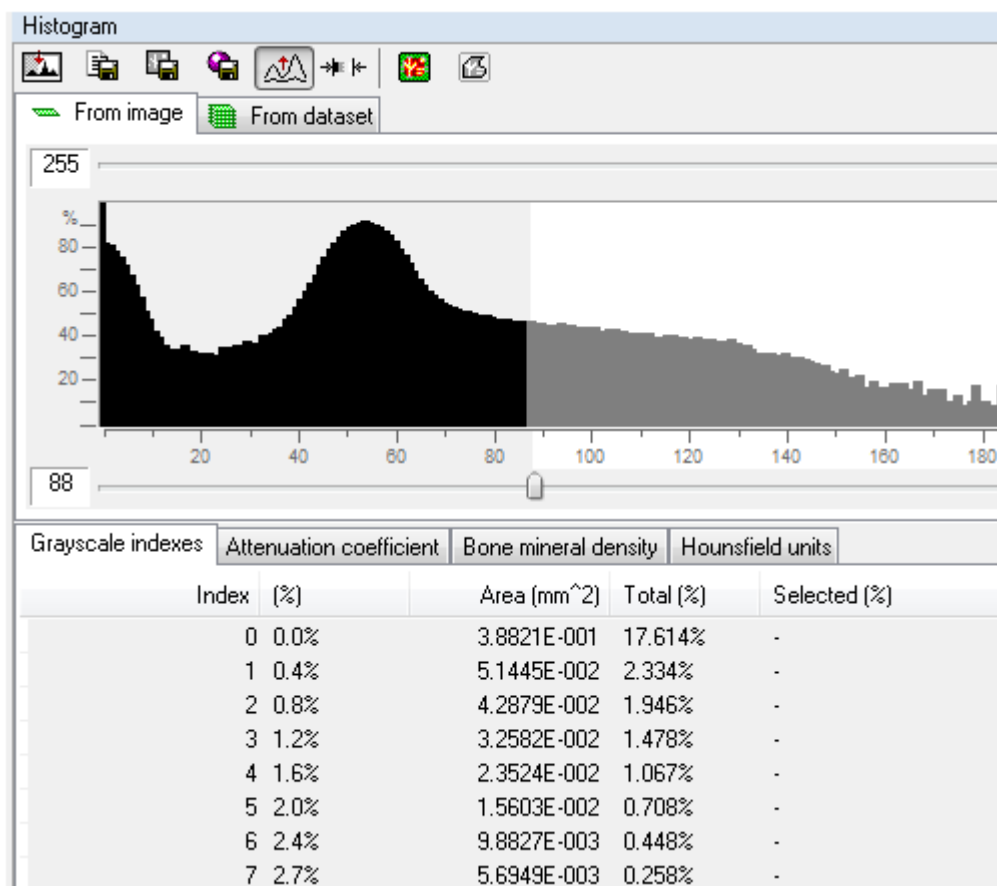 Histogram
From image From dataset
255
%
80
60
40
20
20 40 60 80 100 120 140 160 180
88
Grayscale indexes Attenuation coefficient Bone mineral density Hounsfield units
Index (%) Area (mm^2) Total (%) Selected (%)
0 0.0% 3.8821E-001 17.614% -
1 0.4% 5.1445E-002 2.334% -
2 0.8% 4.2879E-002 1.946% -
3 1.2% 3.2582E-002 1.478% -
4 1.6% 2.3524E-002 1.067% -
5 2.0% 1.5603E-002 0.708% -
6 2.4% 9.8827E-003 0.448% -
7 2.7% 5.6949E-003 0.258% -